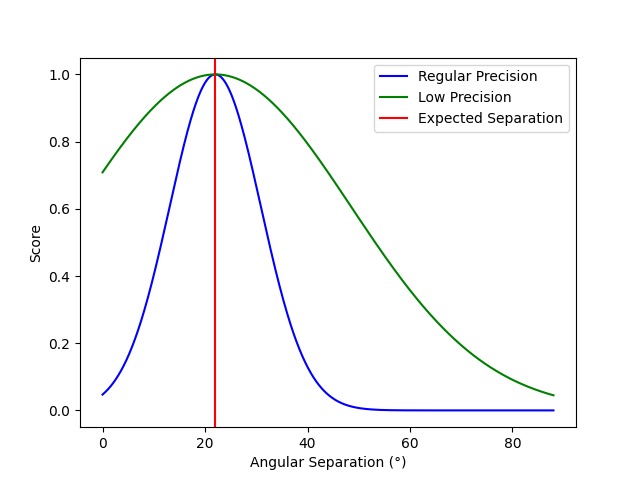 Regular Precision
Low Precision
Expected Separation
1.0
0.8
0.6
0.4
0.2
0.0
Score
0 20 40 60 80
Angular Separation (°)